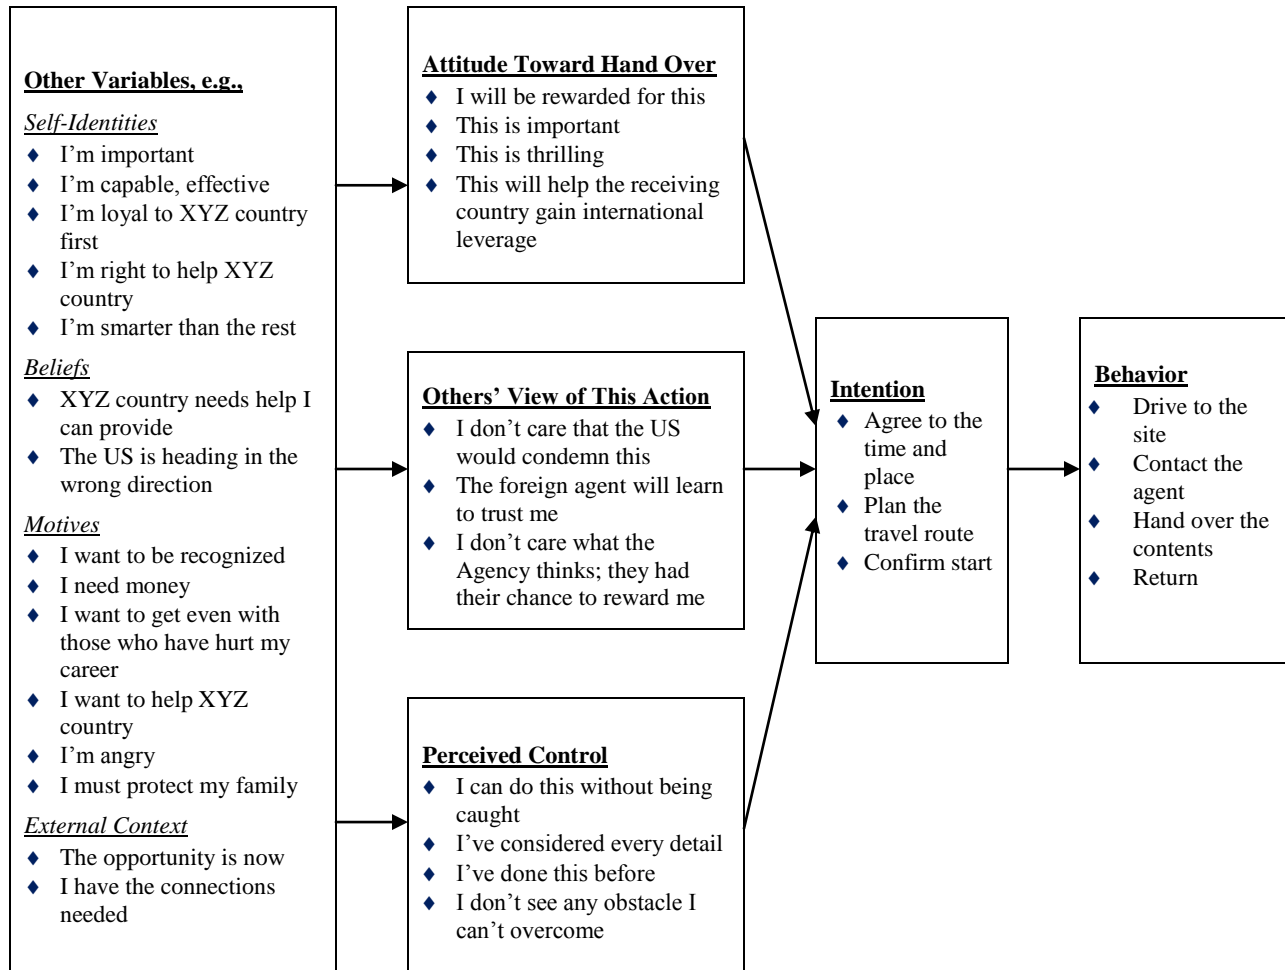 Other Variables, e.g.,
Self-Identities
♦ I’m important
♦ I’m capable, effective
♦ I’m loyal to XYZ country
first
♦ I’m right to help XYZ
country
♦ I’m smarter than the rest
Beliefs
♦ XYZ country needs help I
can provide
♦ The US is heading in the
wrong direction
Motives
♦ I want to be recognized
♦ I need money
♦ I want to get even with
those who have hurt my
career
♦ I want to help XYZ
country
♦ I’m angry
♦ I must protect my family
External Context
♦ The opportunity is now
♦ I have the connections
needed
Attitude Toward Hand Over
♦ I will be rewarded for this
♦ This is important
♦ This is thrilling
♦ This will help the receiving
country gain international
leverage
Others’ View of This Action
♦ I don’t care that the US
would condemn this
♦ The foreign agent will learn
to trust me
♦ I don’t care what the
Agency thinks; they had
their chance to reward me
Perceived Control
♦ I can do this without being
caught
♦ I’ve considered every detail
♦ I’ve done this before
♦ I don’t see any obstacle I
can’t overcome
Intention
♦ Agree to the
time and
place
♦ Plan the
travel route
♦ Confirm start
Behavior
♦ Drive to the
site
♦ Contact the
agent
♦ Hand over the
contents
♦ Return